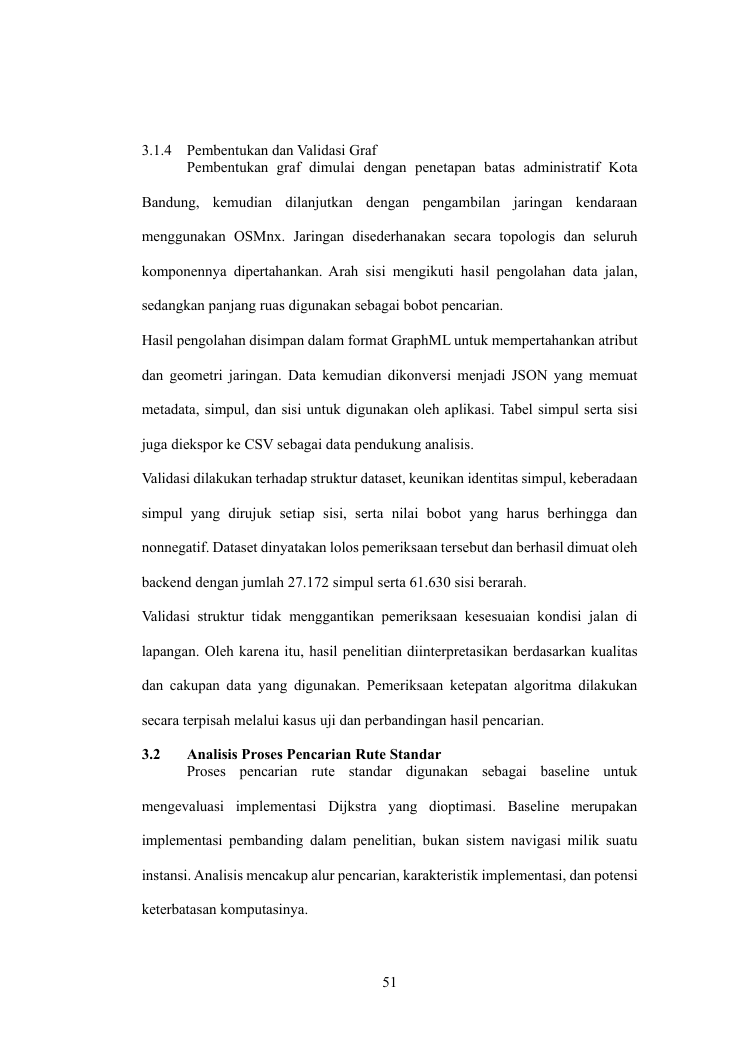 3.1.4 Pembentukan dan Validasi Graf
Pembentukan graf dimulai dengan penetapan batas administratif Kota
Bandung, kemudian dilanjutkan dengan pengambilan jaringan kendaraan
menggunakan OSMnx. Jaringan disederhanakan secara topologis dan seluruh
komponennya dipertahankan. Arah sisi mengikuti hasil pengolahan data jalan,
sedangkan panjang ruas digunakan sebagai bobot pencarian.
Hasil pengolahan disimpan dalam format GraphML untuk mempertahankan atribut
dan geometri jaringan. Data kemudian dikonversi menjadi JSON yang memuat
metadata, simpul, dan sisi untuk digunakan oleh aplikasi. Tabel simpul serta sisi
juga diekspor ke CSV sebagai data pendukung analisis.
Validasi dilakukan terhadap struktur dataset, keunikan identitas simpul, keberadaan
simpul yang dirujuk setiap sisi, serta nilai bobot yang harus berhingga dan
nonnegatif. Dataset dinyatakan lolos pemeriksaan tersebut dan berhasil dimuat oleh
backend dengan jumlah 27.172 simpul serta 61.630 sisi berarah.
Validasi struktur tidak menggantikan pemeriksaan kesesuaian kondisi jalan di
lapangan. Oleh karena itu, hasil penelitian diinterpretasikan berdasarkan kualitas
dan cakupan data yang digunakan. Pemeriksaan ketepatan algoritma dilakukan
secara terpisah melalui kasus uji dan perbandingan hasil pencarian.
3.2 Analisis Proses Pencarian Rute Standar
Proses pencarian rute standar digunakan sebagai baseline untuk
mengevaluasi implementasi Dijkstra yang dioptimasi. Baseline merupakan
implementasi pembanding dalam penelitian, bukan sistem navigasi milik suatu
instansi. Analisis mencakup alur pencarian, karakteristik implementasi, dan potensi
keterbatasan komputasinya.
51